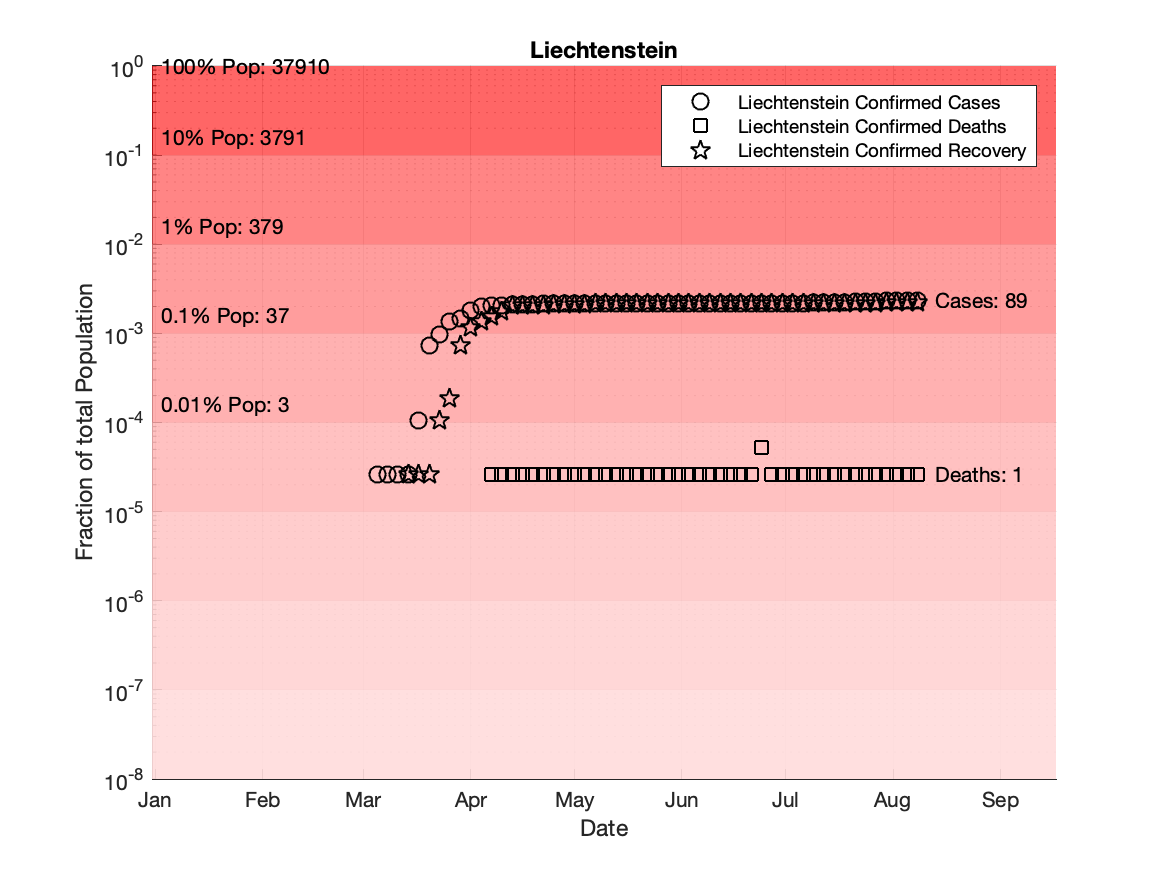 Liechtenstein
10^0
100% Pop: 37910
Liechtenstein Confirmed Cases
Liechtenstein Confirmed Deaths
10% Pop: 3791
Liechtenstein Confirmed Recovery
10^-1
1% Pop: 379
10^-2
Cases: 89
0.1% Pop: 37
10^-3
0.01% Pop: 3
10^-4
Deaths: 1
10^-5
10^-6
10^-7
10^-8
Fraction of total Population
Jan Feb Mar Apr May Jun Jul Aug Sep
Date